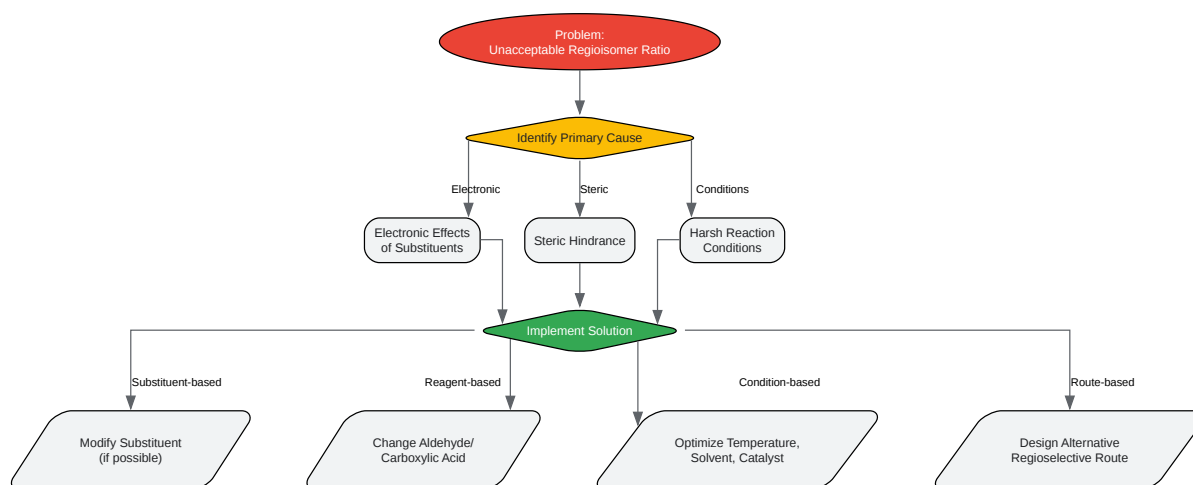 Problem:
Unacceptable Regioisomer Ratio
Identify Primary Cause
Electronic
Steric
Conditions
Electronic Effects
of Substituents
Steric Hindrance
Harsh Reaction
Conditions
Implement Solution
Substituent-based
Reagent-based
Condition-based
Route-based
Modify Substituent
(if possible)
Change Aldehyde/
Carboxylic Acid
Optimize Temperature,
Solvent, Catalyst
Design Alternative
Regioselective Route